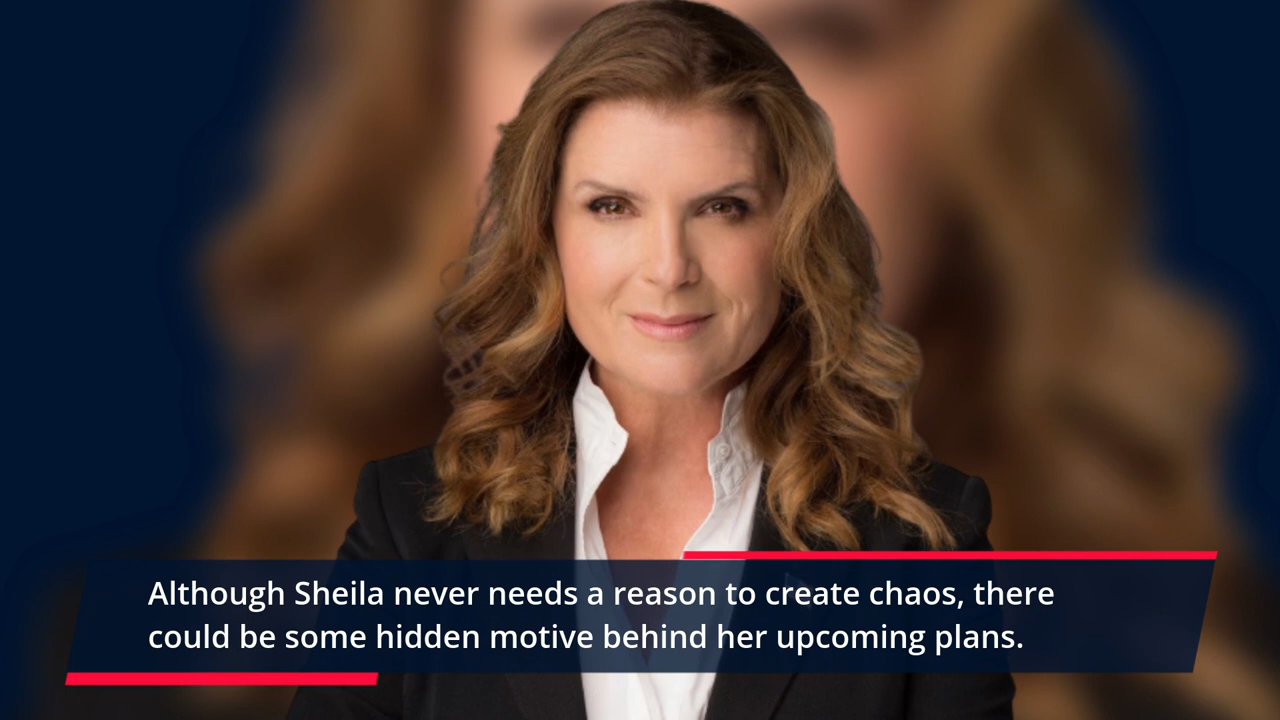 Although Sheila never needs a reason to create chaos, there
could be some hidden motive behind her upcoming plans.